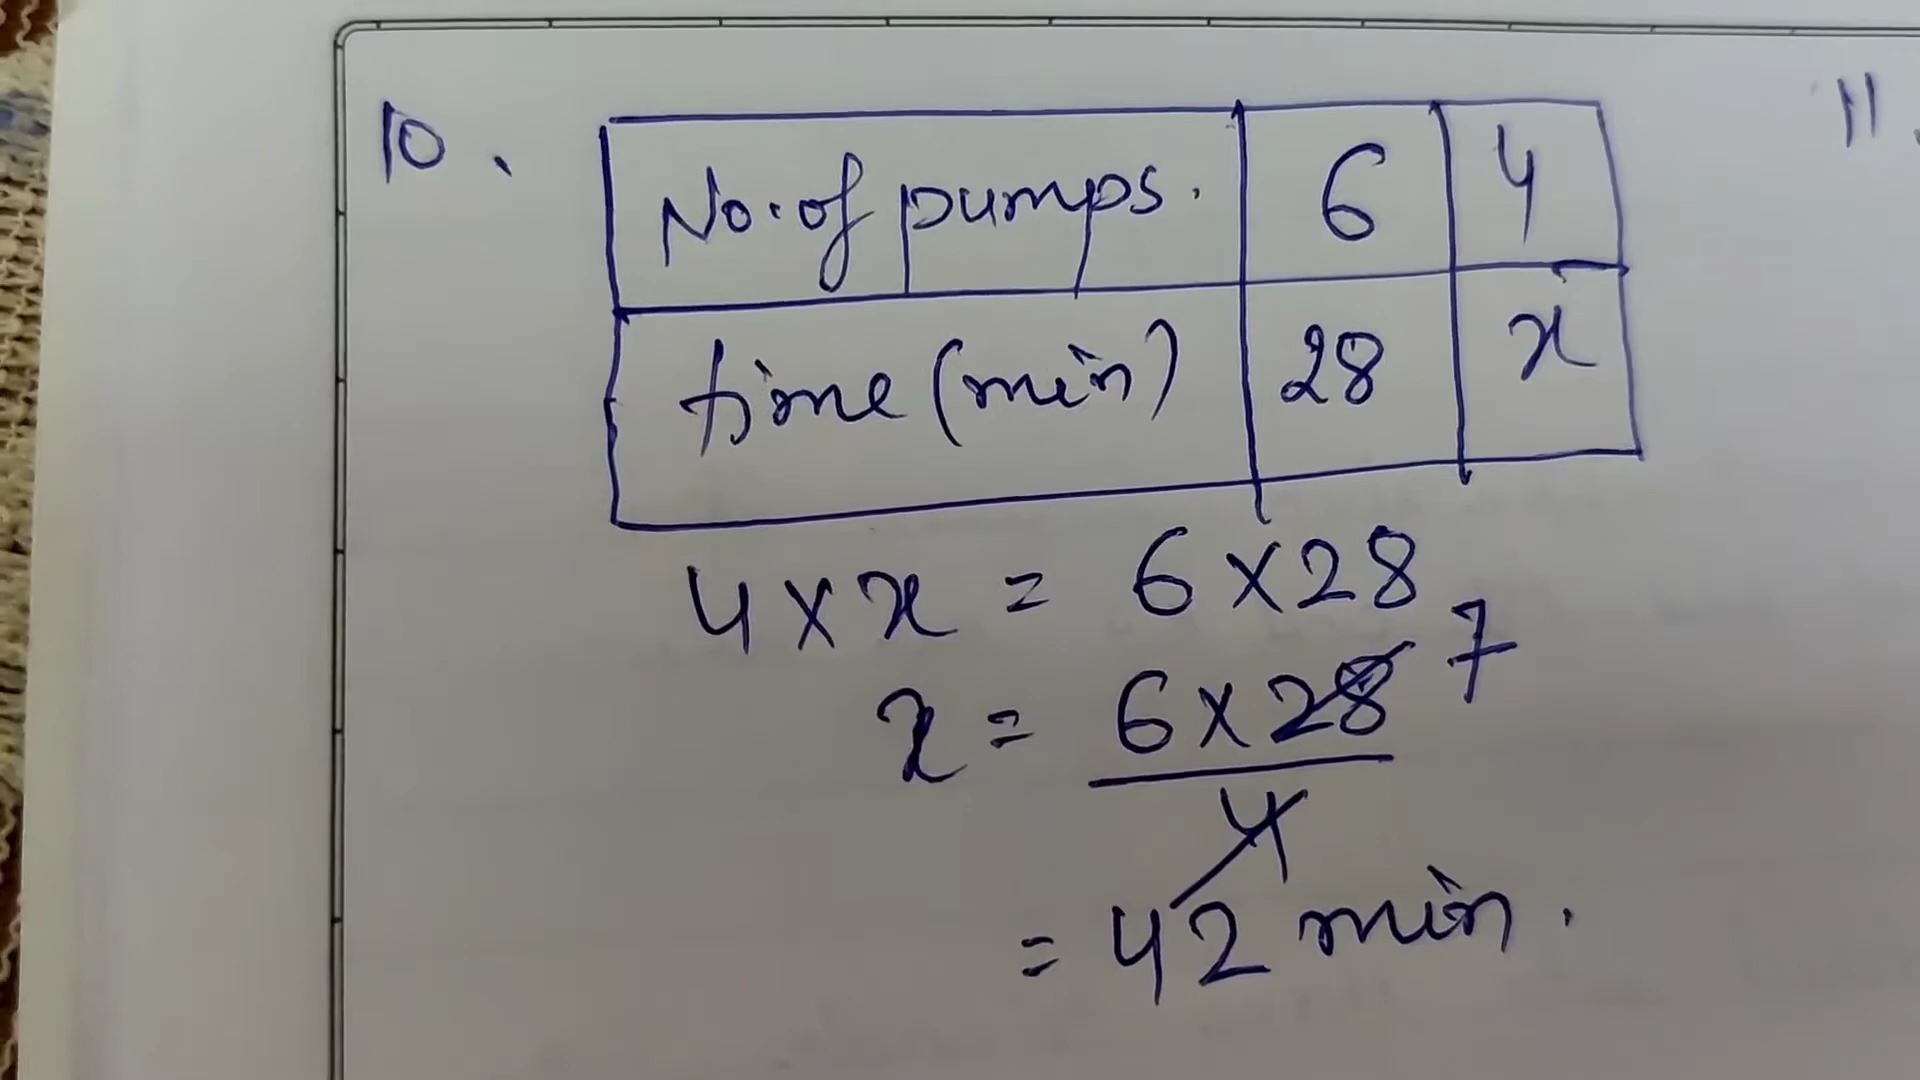 10.
No. of pumps. 6 4
time (min) 28 x
4 × x = 6 × 28
x = 6 × 28 7
4
= 42 min.
11.